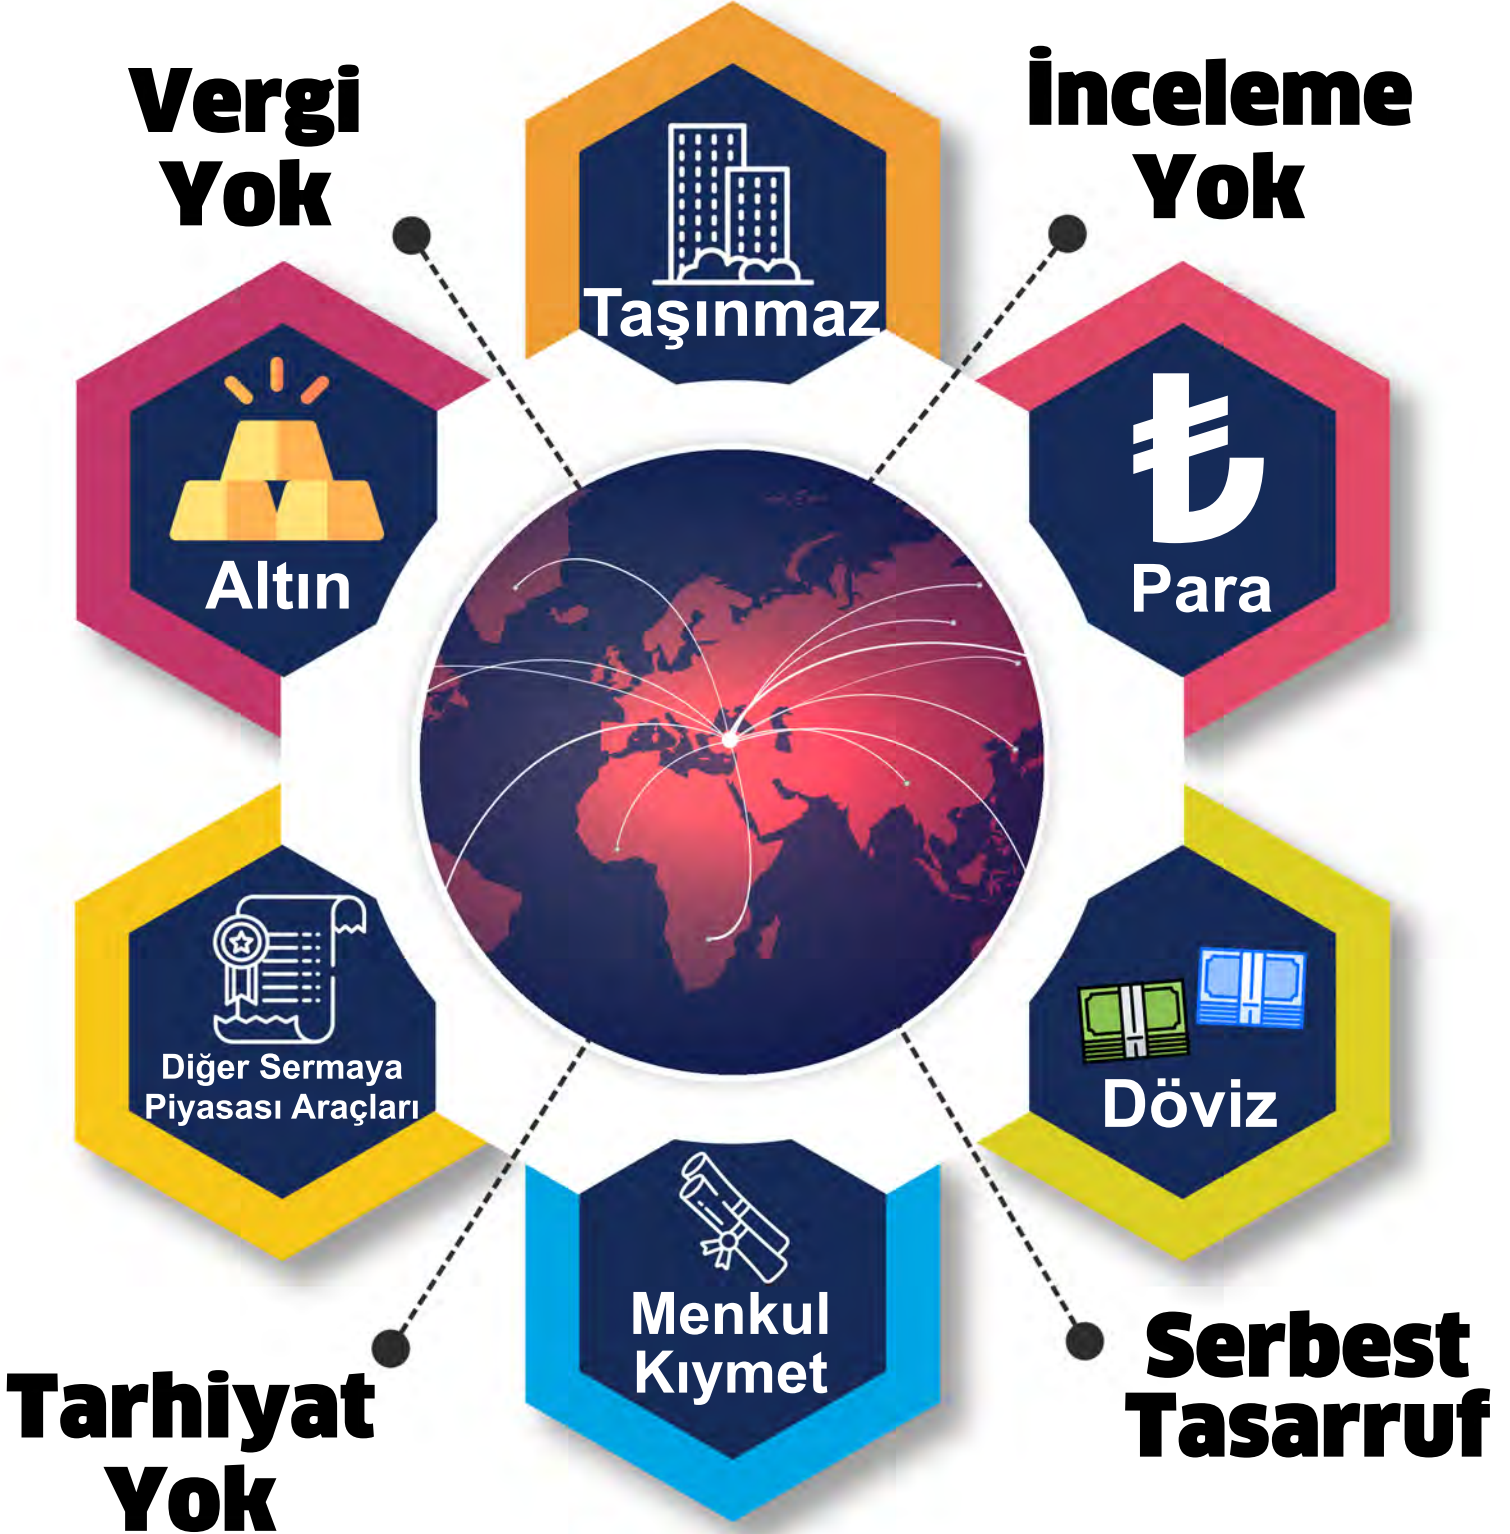 Vergi
Yok
İnceleme
Yok
Taşınmaz
Altın
Para
Diğer Sermaya
Piyasası Araçları
Döviz
Menkul
Kıymet
Tarhiyat
Yok
Serbest
Tasarruf